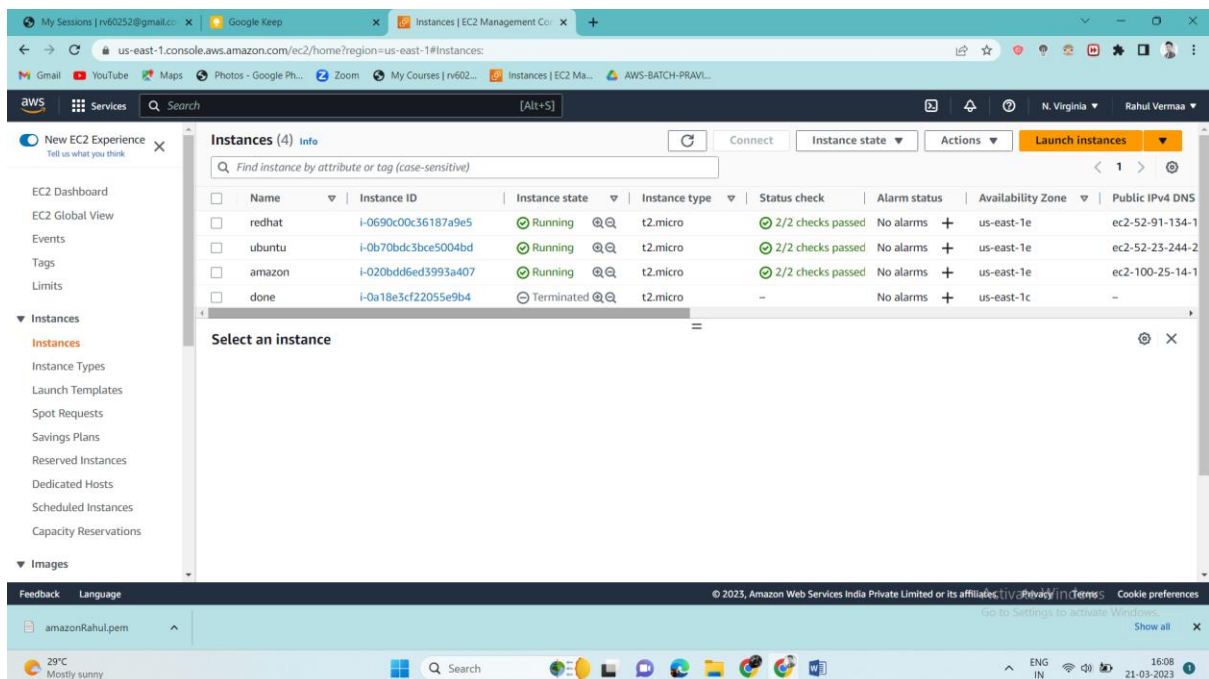 My Sessions | rv60252@gmail.co
Google Keep
Instances | EC2 Management Con
us-east-1.console.aws.amazon.com/ec2/home?region=us-east-1#Instances:
Gmail YouTube Maps Photos - Google Ph... Zoom My Courses | rv602... Instances | EC2 Ma... AWS-BATCH-PRAVI...
aws Services Search [Alt+S] N. Virginia Rahul Vermaa
New EC2 Experience
Tell us what you think
EC2 Dashboard
EC2 Global View
Events
Tags
Limits
Instances
Instances
Instance Types
Launch Templates
Spot Requests
Savings Plans
Reserved Instances
Dedicated Hosts
Scheduled Instances
Capacity Reservations
Images
Instances (4) Info Connect Instance state Actions Launch instances
Find instance by attribute or tag (case-sensitive) 1
Name Instance ID Instance state Instance type Status check Alarm status Availability Zone Public IPv4 DNS
redhat i-0690c00c36187a9e5 Running t2.micro 2/2 checks passed No alarms + us-east-1e ec2-52-91-134-1
ubuntu i-0b70bdc3bce5004bd Running t2.micro 2/2 checks passed No alarms + us-east-1e ec2-52-23-244-2
amazon i-020bdd6ed3993a407 Running t2.micro 2/2 checks passed No alarms + us-east-1e ec2-100-25-14-1
done i-0a18e3cf22055e9b4 Terminated t2.micro – No alarms + us-east-1c –
Select an instance
Feedback Language © 2023, Amazon Web Services India Private Limited or its affiliates. Privacy Terms Cookie preferences
Activate Windows
Go to Settings to activate Windows.
amazonRahul.pem Show all
29°C
Mostly sunny
Search
ENG
IN
16:08
21-03-2023
1